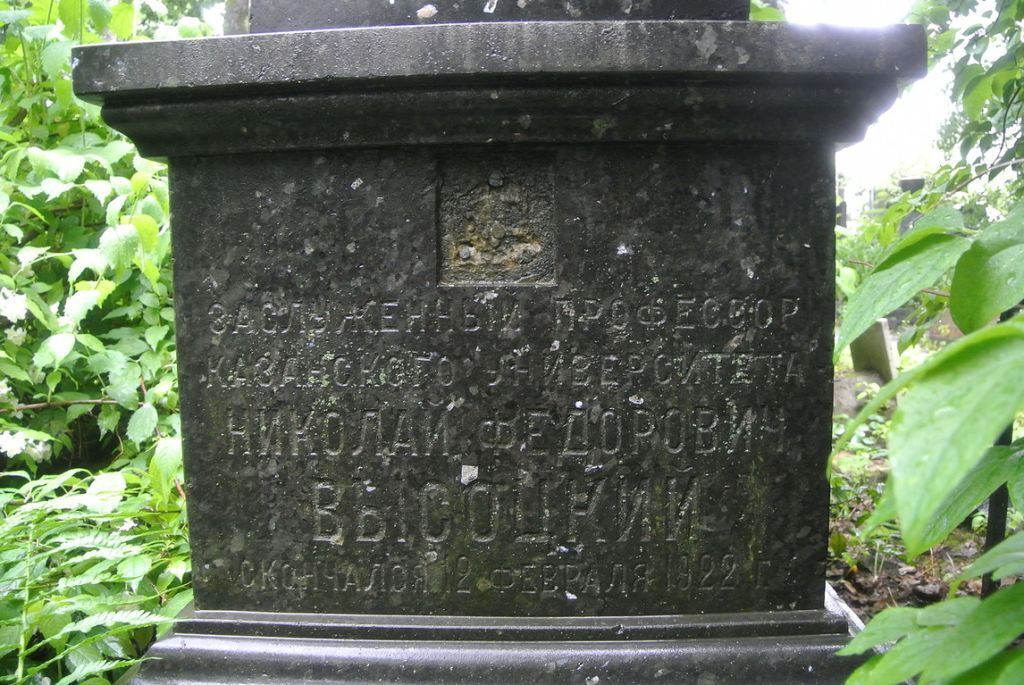 ЗАСЛУЖЕННЫЙ ПРОФЕССОР
КАЗАНСКОГО УНИВЕРСИТЕТА
НИКОЛАЙ ФЕДОРОВИЧ
ВЫСОЦКИЙ
СКОНЧАЛСЯ 12 ФЕВРАЛЯ 1922 Г.